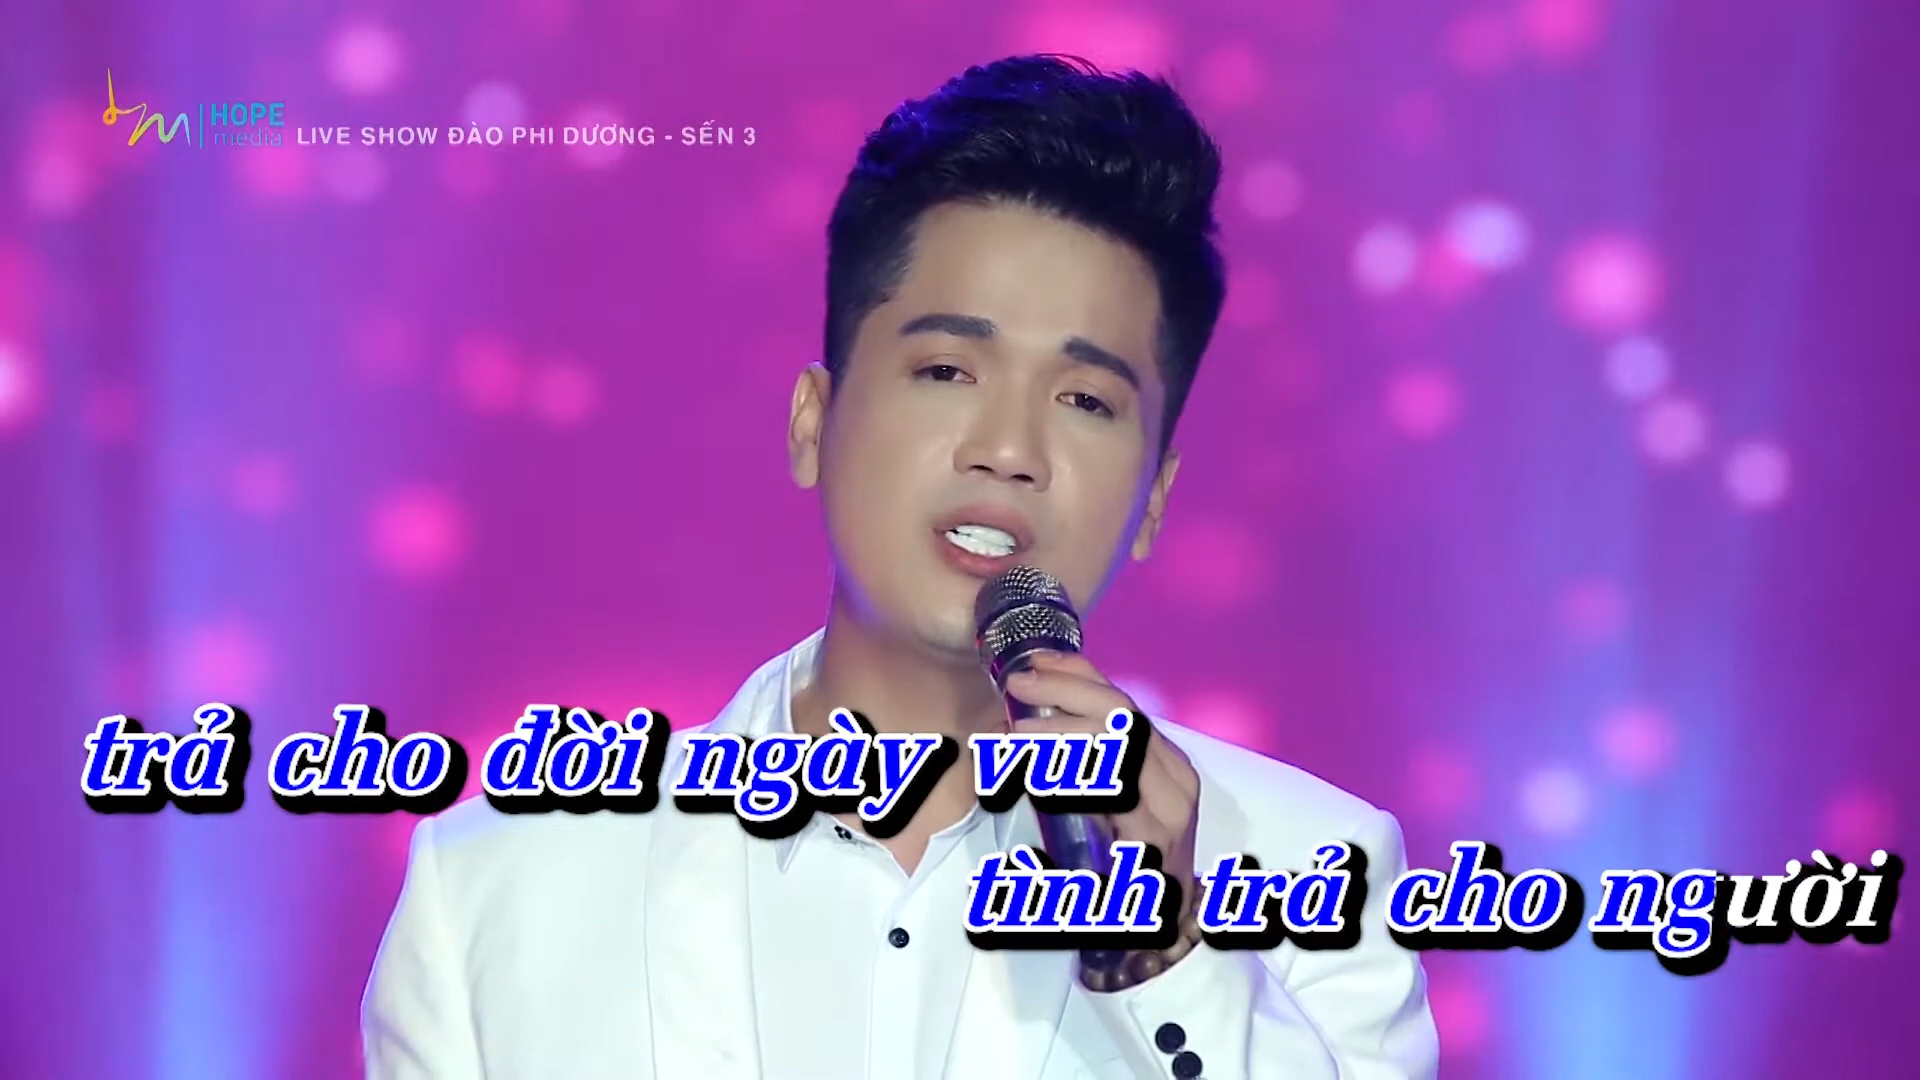 HOPE
media LIVE SHOW ĐÀO PHI DƯƠNG - SẾN 3
trả cho đời ngày vui
tình trả cho người